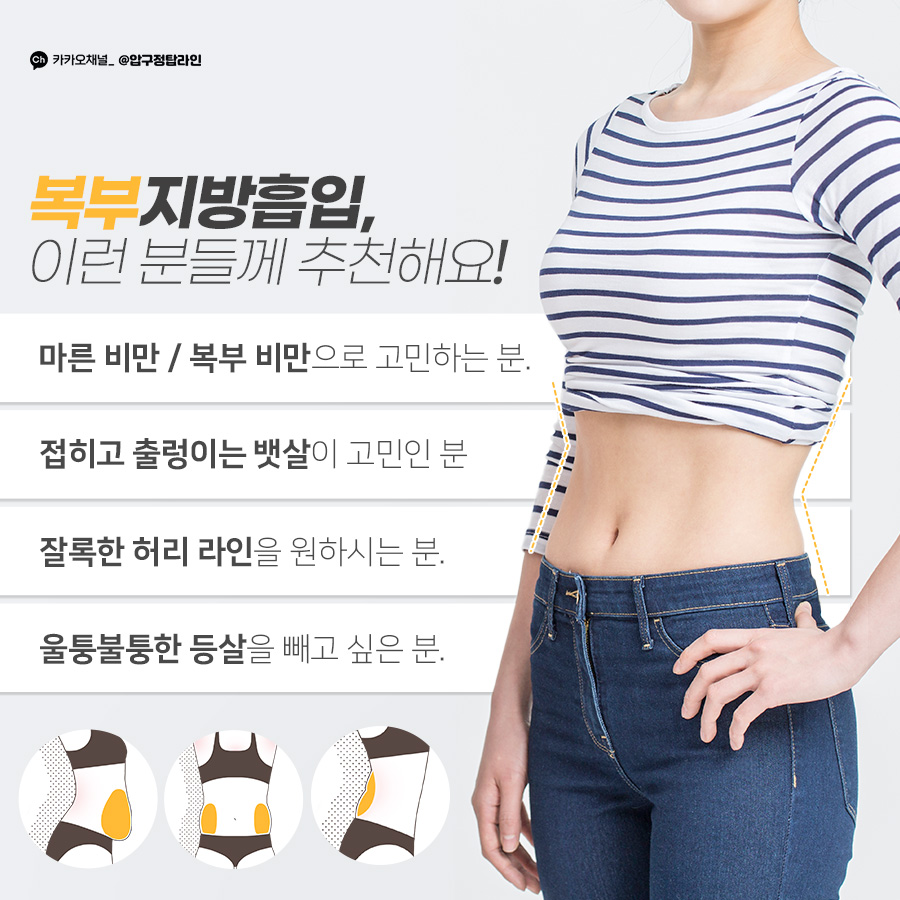 Ch 카카오채널_ @압구정탑라인
복부지방흡입,
이런 분들께 추천해요!
마른 비만 / 복부 비만으로 고민하는 분.
접히고 출렁이는 뱃살이 고민인 분
잘록한 허리 라인을 원하시는 분.
울퉁불퉁한 등살을 빼고 싶은 분.